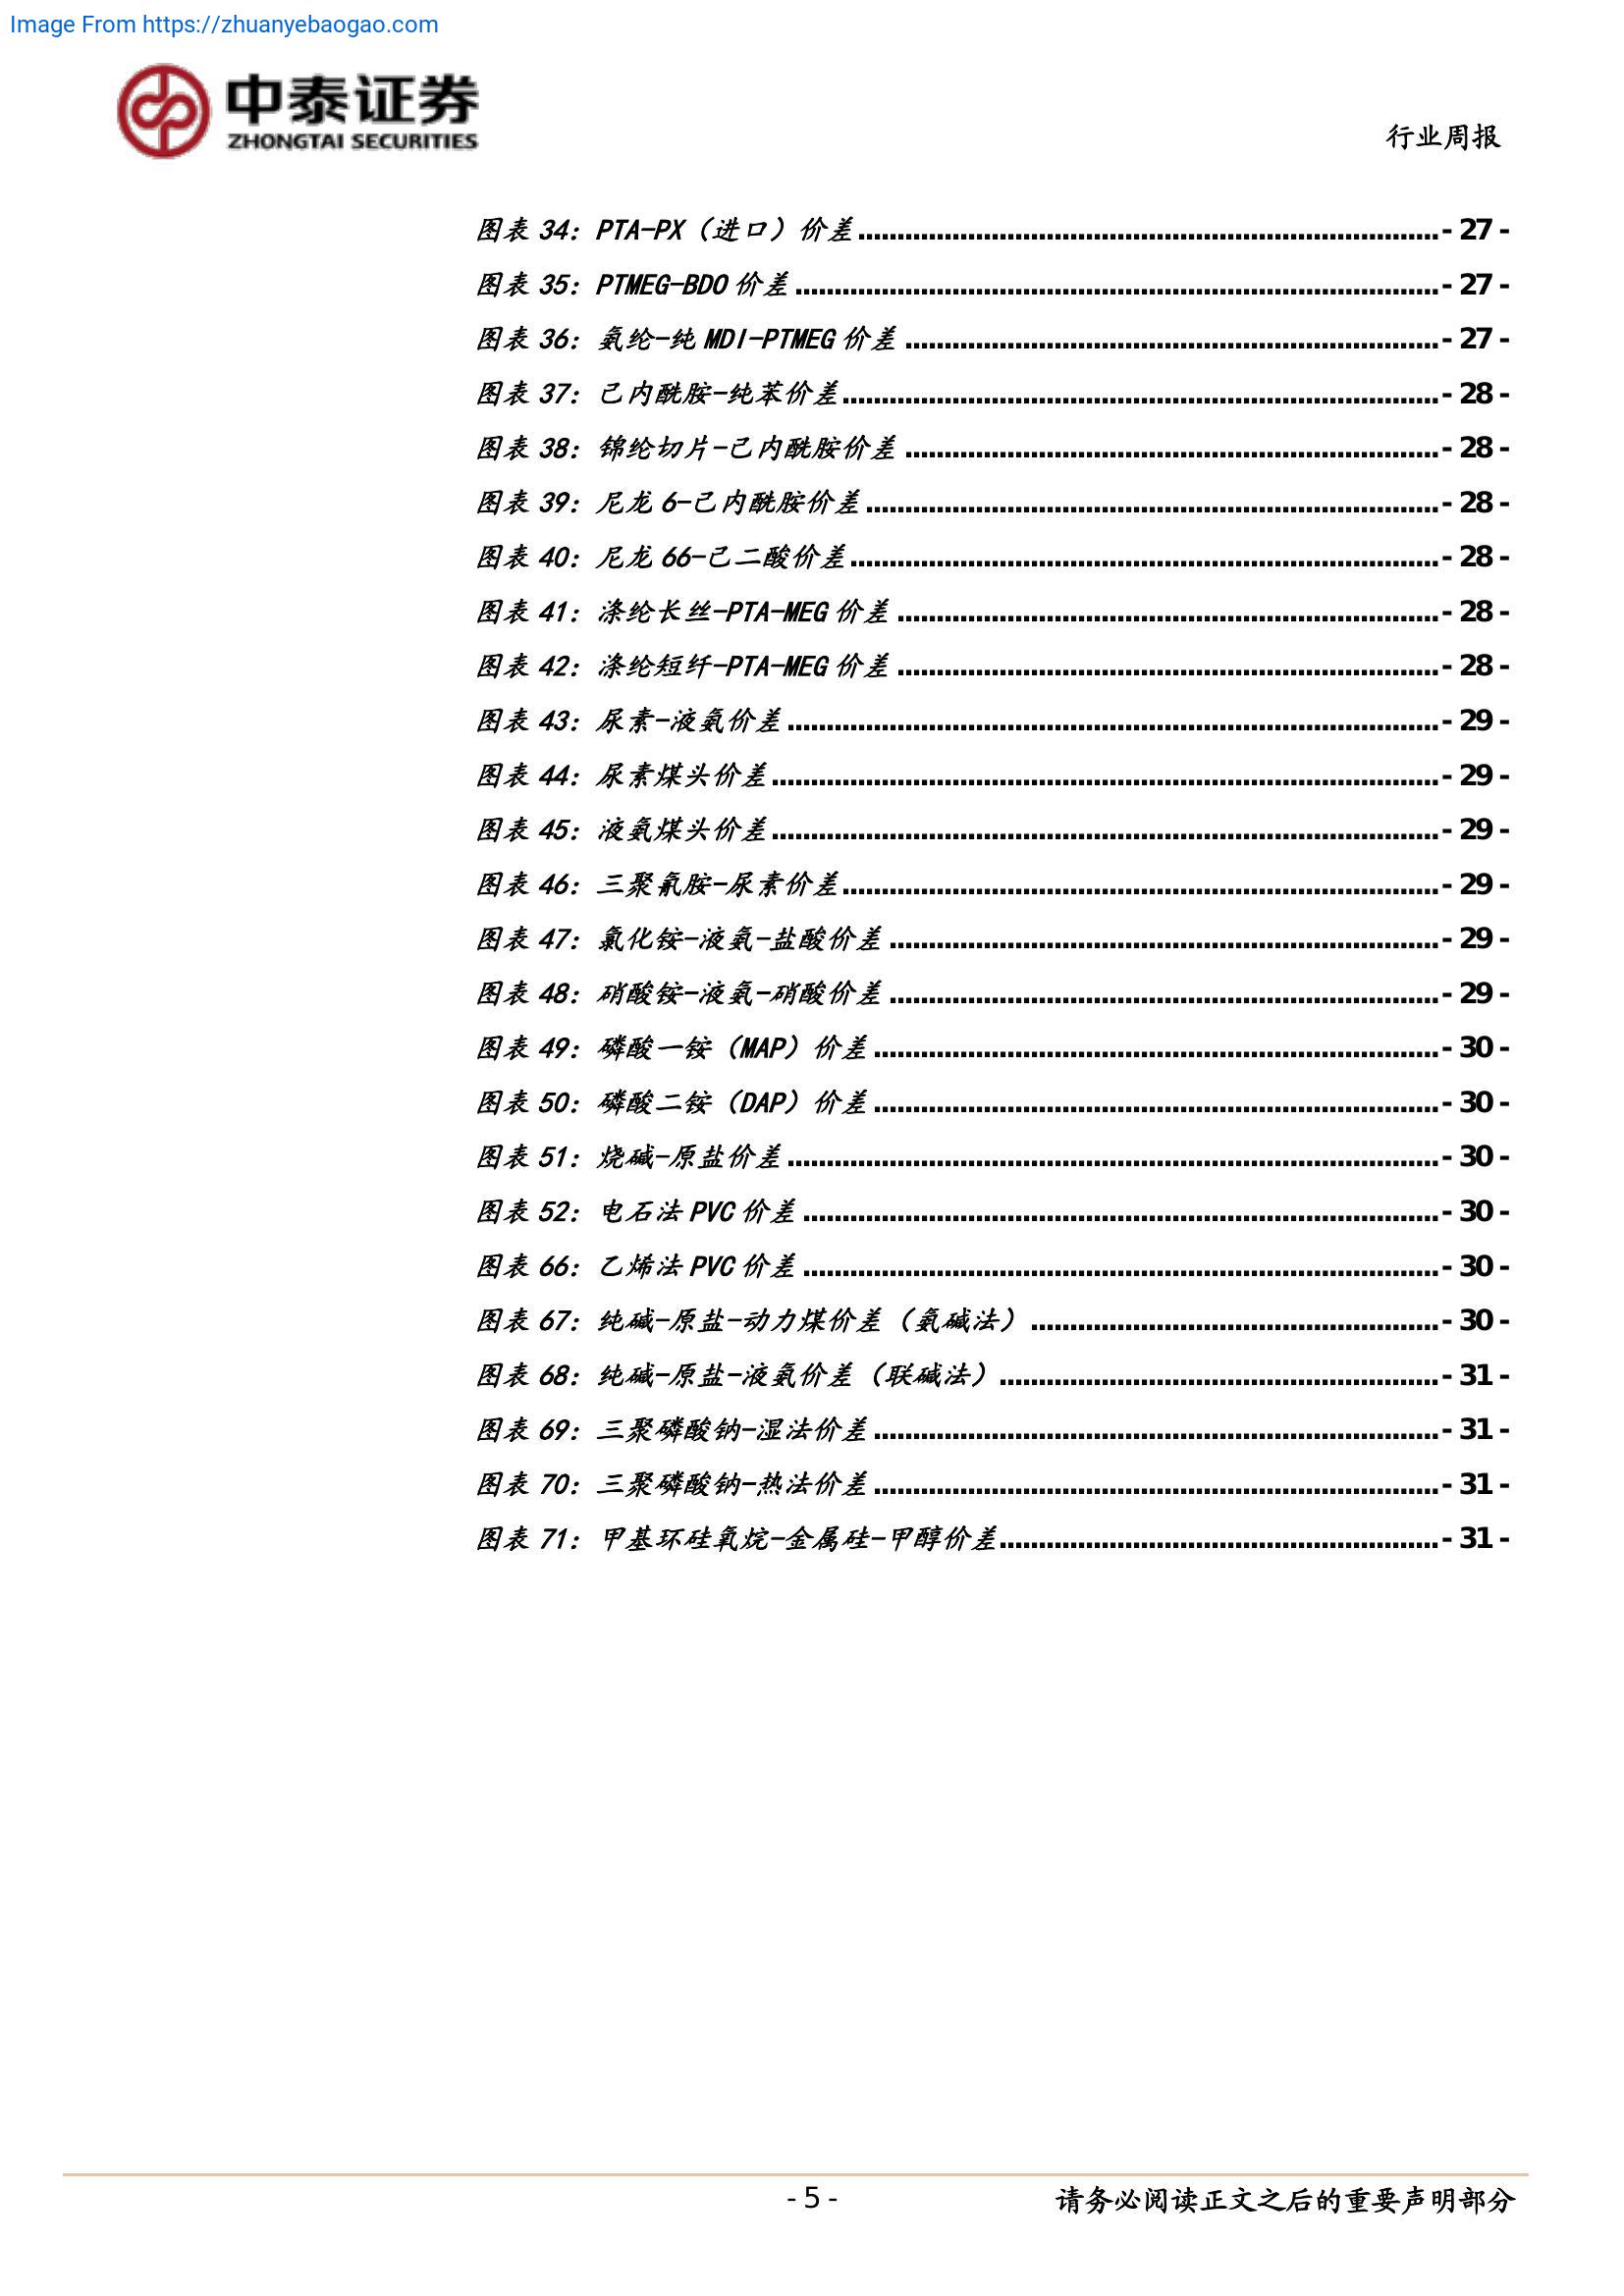 Image From https://zhuanyebaogao.com
中泰证券
ZHONGTAI SECURITIES
行业周报
图表 34：PTA-PX（进口）价差 - 27 -
图表 35：PTMEG-BDO 价差 - 27 -
图表 36：氨纶-纯 MDI-PTMEG 价差 - 27 -
图表 37：己内酰胺-纯苯价差 - 28 -
图表 38：锦纶切片-己内酰胺价差 - 28 -
图表 39：尼龙 6-己内酰胺价差 - 28 -
图表 40：尼龙 66-己二酸价差 - 28 -
图表 41：涤纶长丝-PTA-MEG 价差 - 28 -
图表 42：涤纶短纤-PTA-MEG 价差 - 28 -
图表 43：尿素-液氨价差 - 29 -
图表 44：尿素煤头价差 - 29 -
图表 45：液氨煤头价差 - 29 -
图表 46：三聚氰胺-尿素价差 - 29 -
图表 47：氯化铵-液氨-盐酸价差 - 29 -
图表 48：硝酸铵-液氨-硝酸价差 - 29 -
图表 49：磷酸一铵（MAP）价差 - 30 -
图表 50：磷酸二铵（DAP）价差 - 30 -
图表 51：烧碱-原盐价差 - 30 -
图表 52：电石法 PVC 价差 - 30 -
图表 66：乙烯法 PVC 价差 - 30 -
图表 67：纯碱-原盐-动力煤价差（氨碱法） - 30 -
图表 68：纯碱-原盐-液氨价差（联碱法） - 31 -
图表 69：三聚磷酸钠-湿法价差 - 31 -
图表 70：三聚磷酸钠-热法价差 - 31 -
图表 71：甲基环硅氧烷-金属硅-甲醇价差 - 31 -
- 5 -
请务必阅读正文之后的重要声明部分